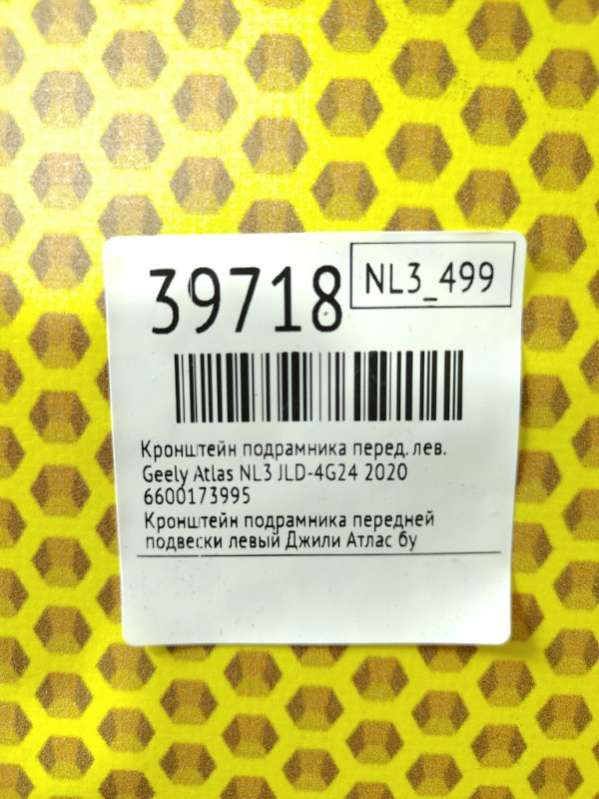 39718
NL3_499
Кронштейн подрамника перед. лев.
Geely Atlas NL3 JLD-4G24 2020
6600173995
Кронштейн подрамника передней
подвески левый Джили Атлас бу